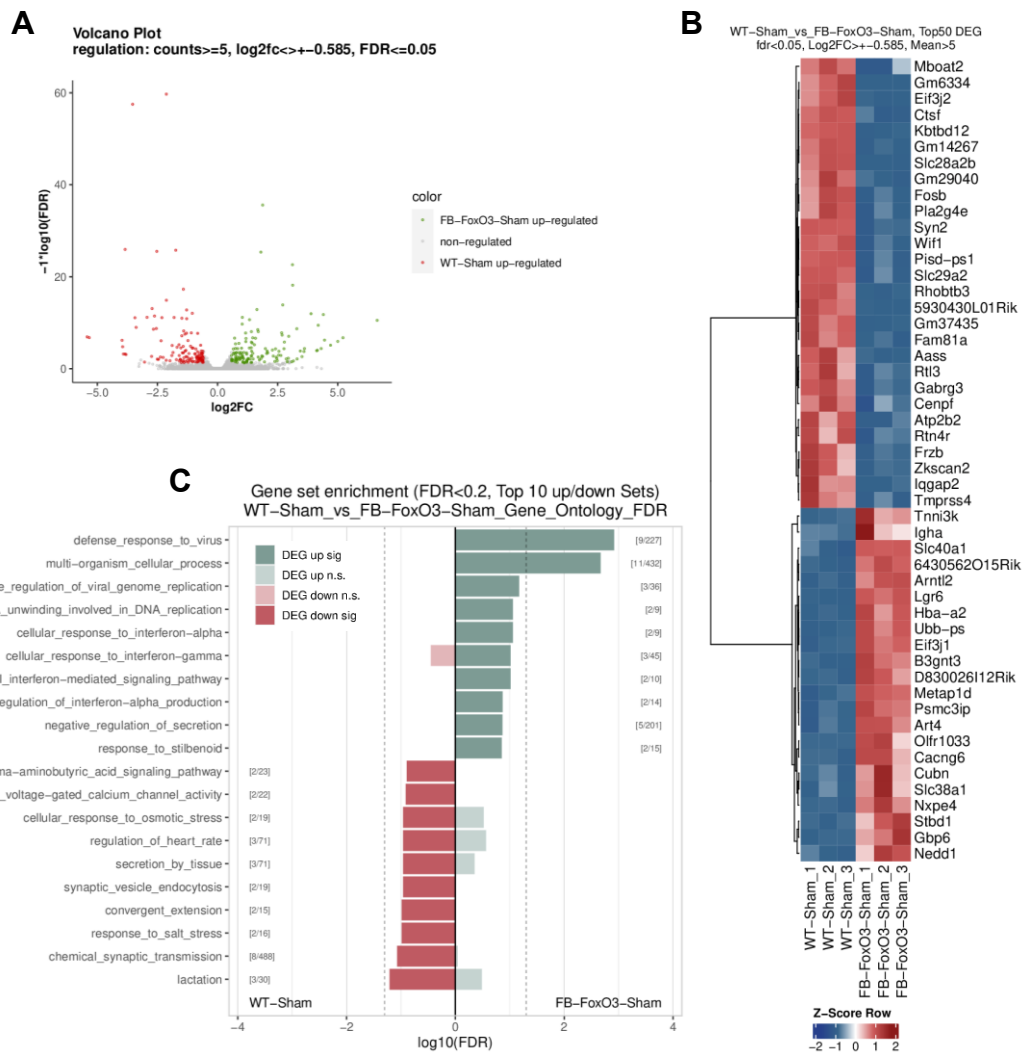 A
Volcano Plot
regulation: counts>=5, log2fc<>+−0.585, FDR<=0.05
60
40
20
0
−1*log10(FDR)
−5.0
−2.5
0.0
2.5
5.0
log2FC
color
FB−FoxO3−Sham up−regulated
non−regulated
WT−Sham up−regulated
B
WT−Sham_vs_FB−FoxO3−Sham, Top50 DEG
fdr<0.05, Log2FC>+−0.585, Mean>5
Mboat2
Gm6334
Eif3j2
Ctsf
Kbtbd12
Gm14267
Slc28a2b
Gm29040
Fosb
Pla2g4e
Syn2
Wif1
Pisd−ps1
Slc29a2
Rhobtb3
5930430L01Rik
Gm37435
Fam81a
Aass
Rtl3
Gabrg3
Cenpf
Atp2b2
Rtn4r
Frzb
Zkscan2
Iqgap2
Tmprss4
Tnni3k
Igha
Slc40a1
6430562O15Rik
Arntl2
Lgr6
Hba−a2
Ubb−ps
Eif3j1
B3gnt3
D830026I12Rik
Metap1d
Psmc3ip
Art4
Olfr1033
Cacng6
Cubn
Slc38a1
Nxpe4
Stbd1
Gbp6
Nedd1
WT−Sham_1
WT−Sham_2
WT−Sham_3
FB−FoxO3−Sham_1
FB−FoxO3−Sham_2
FB−FoxO3−Sham_3
Z−Score Row
−2 −1 0 1 2
C
Gene set enrichment (FDR<0.2, Top 10 up/down Sets)
WT−Sham_vs_FB−FoxO3−Sham_Gene_Ontology_FDR
DEG up sig
DEG up n.s.
DEG down n.s.
DEG down sig
defense_response_to_virus [9/227]
multi−organism_cellular_process [11/432]
e_regulation_of_viral_genome_replication [3/36]
_unwinding_involved_in_DNA_replication [2/9]
cellular_response_to_interferon−alpha [2/9]
cellular_response_to_interferon−gamma [3/45]
l_interferon−mediated_signaling_pathway [2/10]
egulation_of_interferon−alpha_production [2/14]
negative_regulation_of_secretion [5/201]
response_to_stilbenoid [2/15]
ma−aminobutyric_acid_signaling_pathway [2/23]
_voltage−gated_calcium_channel_activity [2/22]
cellular_response_to_osmotic_stress [2/19]
regulation_of_heart_rate [3/71]
secretion_by_tissue [3/71]
synaptic_vesicle_endocytosis [2/19]
convergent_extension [2/15]
response_to_salt_stress [2/16]
chemical_synaptic_transmission [8/488]
lactation [3/30]
WT−Sham
FB−FoxO3−Sham
−4
−2
0
2
4
log10(FDR)